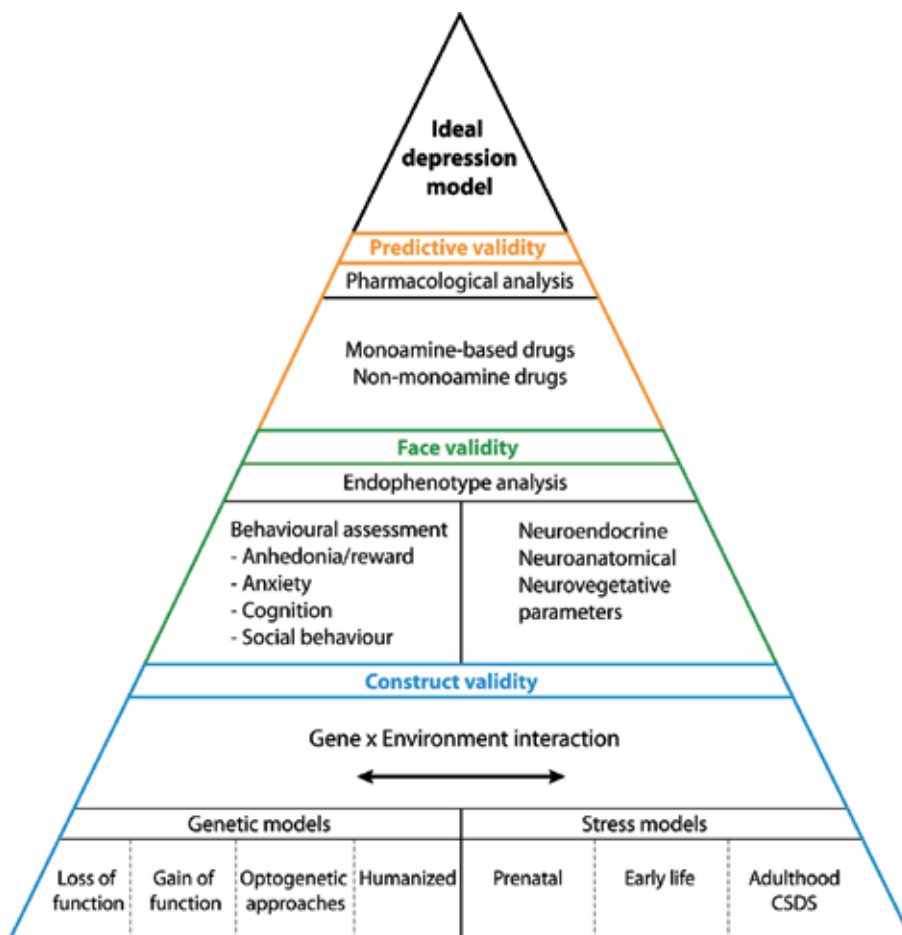 Ideal
depression
model
Predictive validity
Pharmacological analysis
Monoamine-based drugs
Non-monoamine drugs
Face validity
Endophenotype analysis
Behavioural assessment
- Anhedonia/reward
- Anxiety
- Cognition
- Social behaviour
Neuroendocrine
Neuroanatomical
Neurovegetative
parameters
Construct validity
Gene x Environment interaction
Genetic models
Stress models
Loss of
function
Gain of
function
Optogenetic
approaches
Humanized
Prenatal
Early life
Adulthood
CSDS